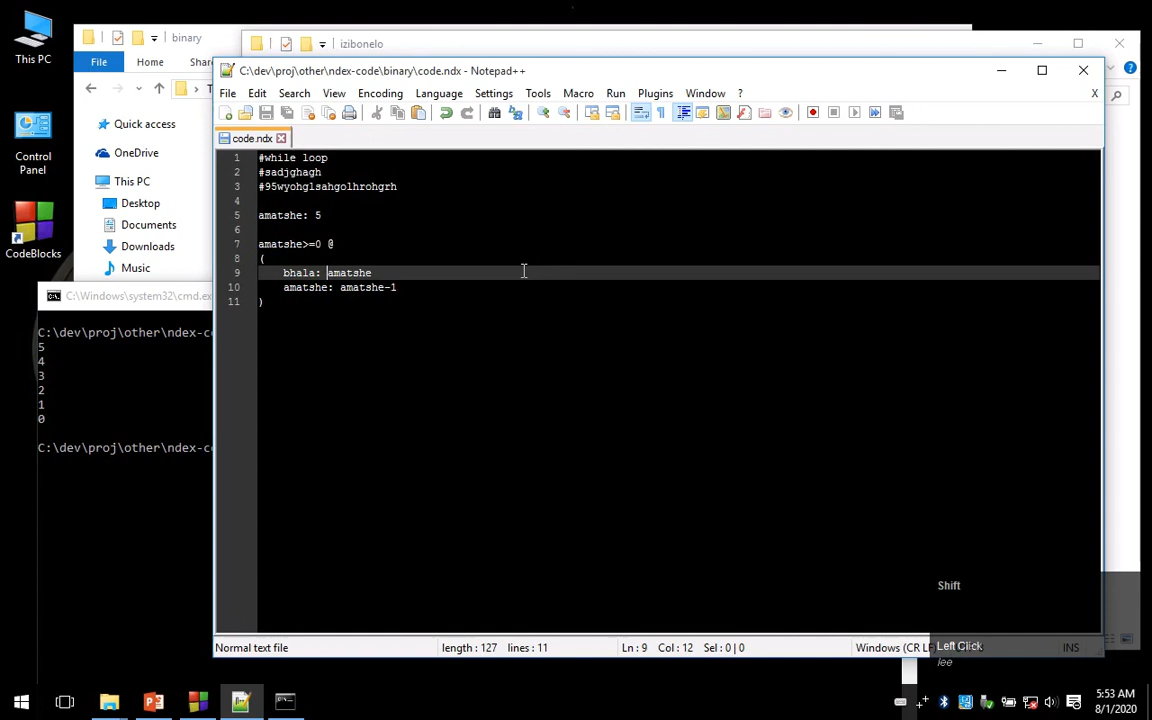 This PC
Control
Panel
CodeBlocks
binary
izibonelo
File
Home
Quick access
OneDrive
This PC
Desktop
Documents
Downloads
Music
C:\Windows\system32\cmd.ex
C:\dev\proj\other\ndex-c
5
4
3
2
1
0
C:\dev\proj\other\ndex-c
C:\dev\proj\other\ndex-code\binary\code.ndx - Notepad++
File Edit Search View Encoding Language Settings Tools Macro Run Plugins Window ? X
code.ndx
1 #while loop
2 #sadjghagh
3 #95wyohglsahgolhrohgrh
4
5 amatshe: 5
6
7 amatshe>=0 @
8 (
9 bhala: amatshe
10 amatshe: amatshe-1
11 )
Normal text file length : 127 lines : 11 Ln : 9 Col : 12 Sel : 0 | 0 Windows (CR LF) INS
Shift
Left Click
lee
5:53 AM
8/1/2020